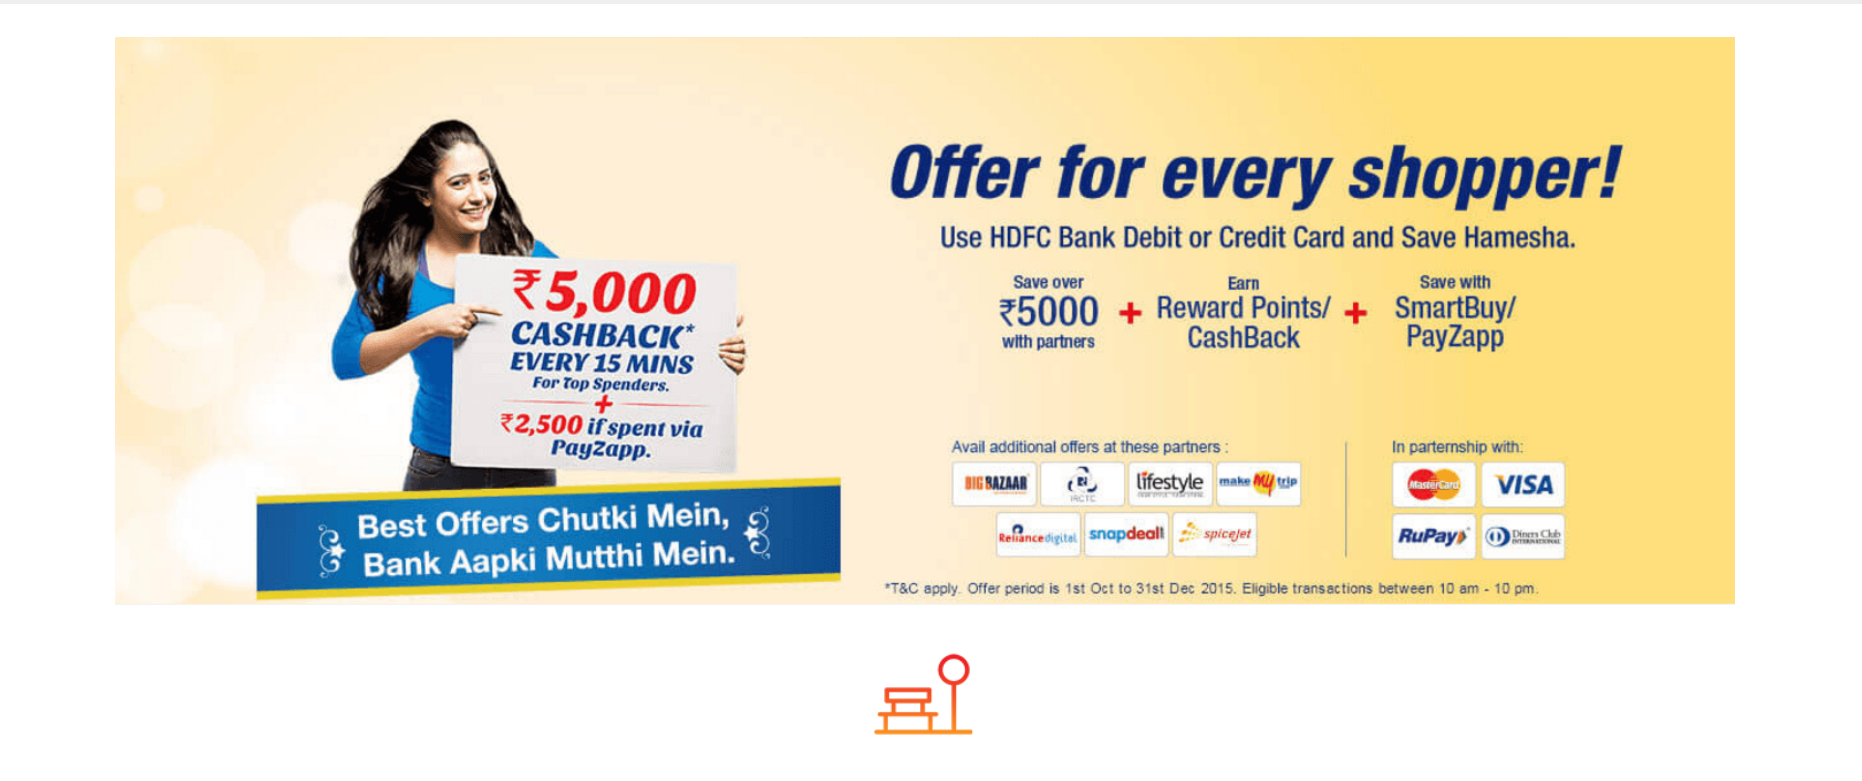 ₹5,000
CASHBACK*
EVERY 15 MINS
For Top Spenders.
+
₹2,500 if spent via
PayZapp.
Best Offers Chutki Mein,
Bank Aapki Mutthi Mein.
Offer for every shopper!
Use HDFC Bank Debit or Credit Card and Save Hamesha.
Save over
₹5000
with partners
+
Earn
Reward Points/
CashBack
+
Save with
SmartBuy/
PayZapp
Avail additional offers at these partners :
BIG BAZAAR
IRCTC
lifestyle
make my trip
Reliance digital
snapdeal
spicejet
In parternship with:
MasterCard
VISA
RuPay
Diners Club
INTERNATIONAL
*T&C apply. Offer period is 1st Oct to 31st Dec 2015. Eligible transactions between 10 am - 10 pm.